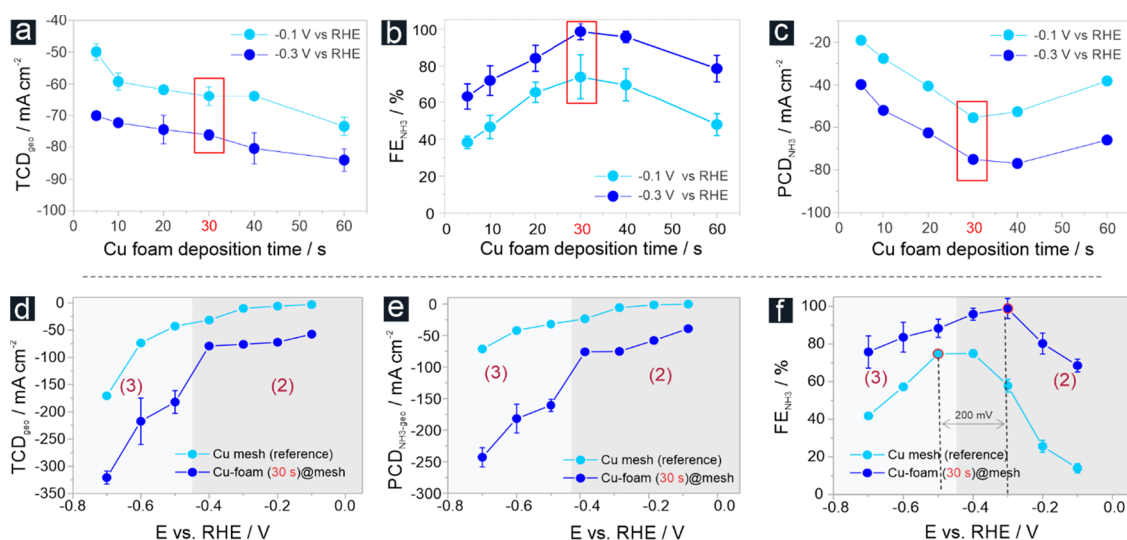 a
TCD_geo / mA cm⁻²
-40
-50
-60
-70
-80
-90
-100
-0.1 V vs RHE
-0.3 V vs RHE
0 10 20 30 40 50 60
Cu foam deposition time / s
b
FE_NH3 / %
100
80
60
40
20
0
-0.1 V vs RHE
-0.3 V vs RHE
0 10 20 30 40 50 60
Cu foam deposition time / s
c
PCD_NH3 / mA cm⁻²
-20
-40
-60
-80
-100
-0.1 V vs RHE
-0.3 V vs RHE
0 10 20 30 40 50 60
Cu foam deposition time / s
d
TCD_geo / mA cm⁻²
0
-50
-100
-150
-200
-250
-300
-350
(3)
(2)
Cu mesh (reference)
Cu-foam (30 s)@mesh
-0.8 -0.6 -0.4 -0.2 0.0
E vs. RHE / V
e
PCD_NH3-geo / mA cm⁻²
0
-50
-100
-150
-200
-250
-300
(3)
(2)
Cu mesh (reference)
Cu-foam (30 s)@mesh
-0.8 -0.6 -0.4 -0.2 0.0
E vs. RHE / V
f
FE_NH3 / %
100
80
60
40
20
0
(3)
(2)
200 mV
Cu mesh (reference)
Cu-foam (30 s)@mesh
-0.8 -0.6 -0.4 -0.2 0.0
E vs. RHE / V